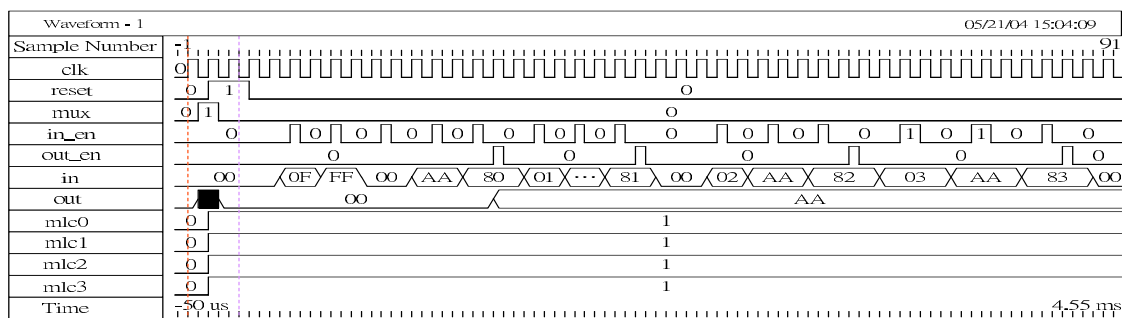 Waveform - 1 05/21/04 15:04:09
Sample Number -1 91
clk 0
reset 0 1 0
mux 0 1 0
in_en 0 0 0 0 0 0 0 0 0 0 0 0 1 0 1 0 0
out_en 0 0 0 0 0
in 00 0F FF 00 AA 80 01 ... 81 00 02 AA 82 03 AA 83 00
out 00 AA
mlc0 0 1
mlc1 0 1
mlc2 0 1
mlc3 0 1
Time -50 us 4.55 ms